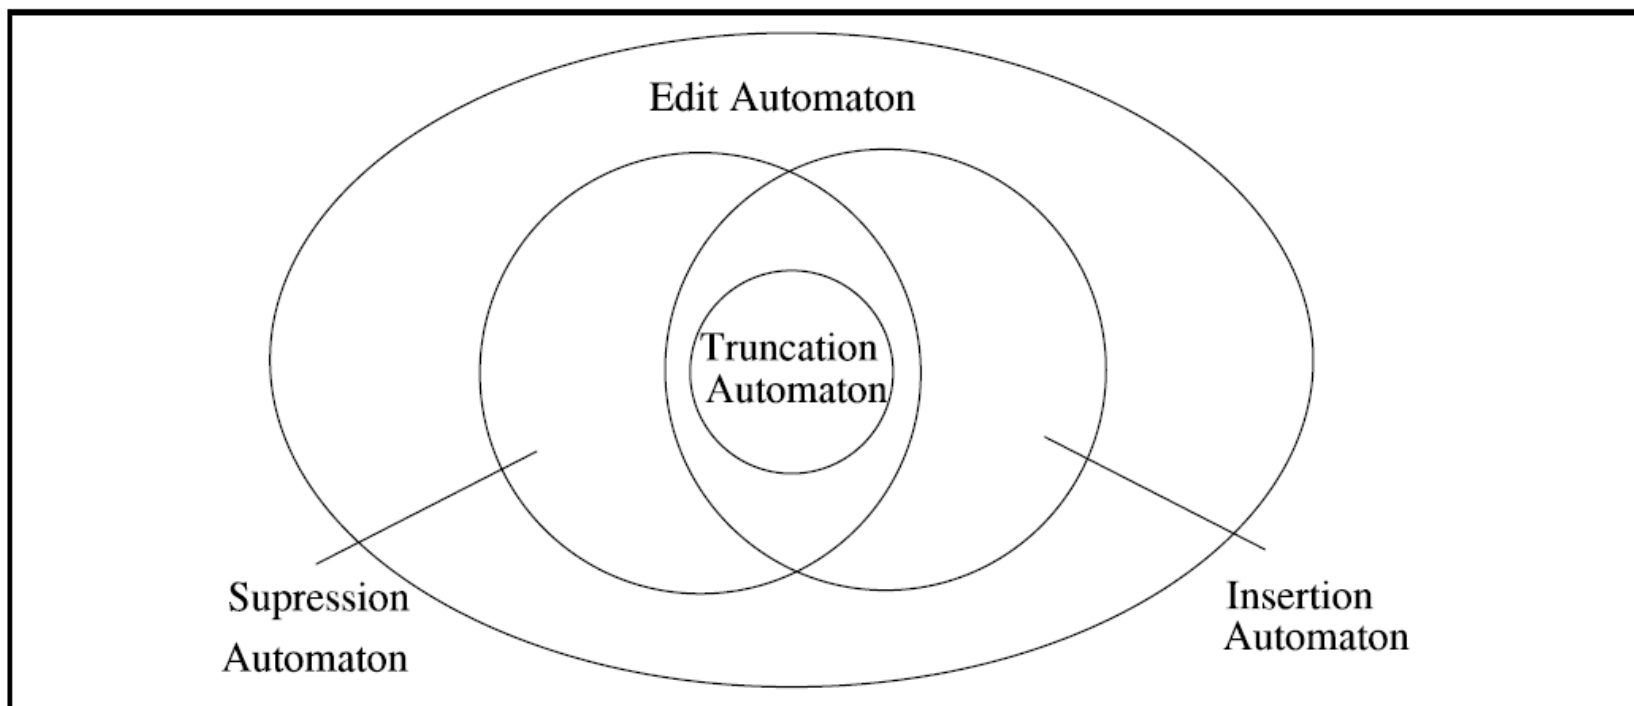 Edit Automaton
Truncation
Automaton
Supression
Automaton
Insertion
Automaton